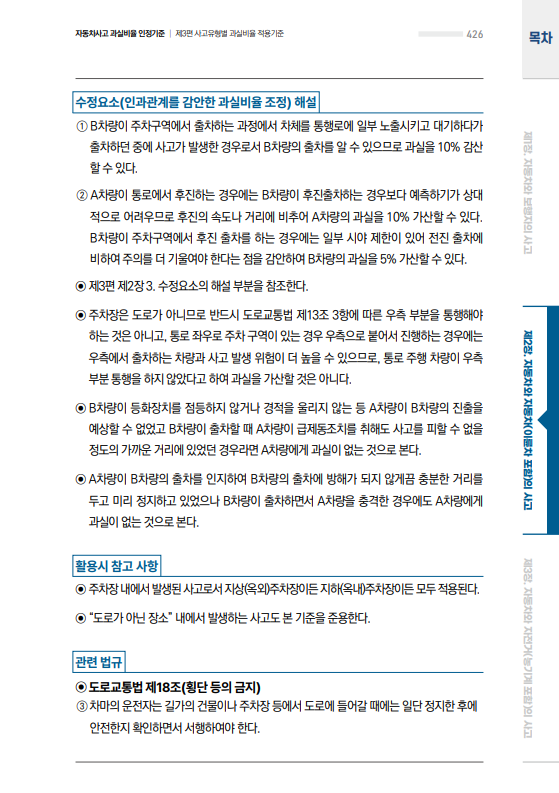 자동차사고 과실비율 인정기준 | 제3편 사고유형별 과실비율 적용기준
426
목차
수정요소(인과관계를 감안한 과실비율 조정) 해설
① B차량이 주차구역에서 출차하는 과정에서 차체를 통행로에 일부 노출시키고 대기하다가
출차하던 중에 사고가 발생한 경우로서 B차량의 출차를 알 수 있으므로 과실을 10% 감산
할 수 있다.
② A차량이 통로에서 후진하는 경우에는 B차량이 후진출차하는 경우보다 예측하기가 상대
적으로 어려우므로 후진의 속도나 거리에 비추어 A차량의 과실을 10% 가산할 수 있다.
B차량이 주차구역에서 후진 출차를 하는 경우에는 일부 시야 제한이 있어 전진 출차에
비하여 주의를 더 기울여야 한다는 점을 감안하여 B차량의 과실을 5% 가산할 수 있다.
◉ 제3편 제2장 3. 수정요소의 해설 부분을 참조한다.
◉ 주차장은 도로가 아니므로 반드시 도로교통법 제13조 3항에 따른 우측 부분을 통행해야
하는 것은 아니고, 통로 좌우로 주차 구역이 있는 경우 우측으로 붙어서 진행하는 경우에는
우측에서 출차하는 차량과 사고 발생 위험이 더 높을 수 있으므로, 통로 주행 차량이 우측
부분 통행을 하지 않았다고 하여 과실을 가산할 것은 아니다.
◉ B차량이 등화장치를 점등하지 않거나 경적을 울리지 않는 등 A차량이 B차량의 진출을
예상할 수 없었고 B차량이 출차할 때 A차량이 급제동조치를 취해도 사고를 피할 수 없을
정도의 가까운 거리에 있었던 경우라면 A차량에게 과실이 없는 것으로 본다.
◉ A차량이 B차량의 출차를 인지하여 B차량의 출차에 방해가 되지 않게끔 충분한 거리를
두고 미리 정지하고 있었으나 B차량이 출차하면서 A차량을 충격한 경우에도 A차량에게
과실이 없는 것으로 본다.
활용시 참고 사항
◉ 주차장 내에서 발생된 사고로서 지상(옥외)주차장이든 지하(옥내)주차장이든 모두 적용된다.
◉ “도로가 아닌 장소” 내에서 발생하는 사고도 본 기준을 준용한다.
관련 법규
◉ 도로교통법 제18조(횡단 등의 금지)
③ 차마의 운전자는 길가의 건물이나 주차장 등에서 도로에 들어갈 때에는 일단 정지한 후에
안전한지 확인하면서 서행하여야 한다.
제1장. 자동차와 보행자의 사고
제2장. 자동차와 자동차(이륜차 포함)의 사고
제3장. 자동차와 자전거(농기계 포함)의 사고